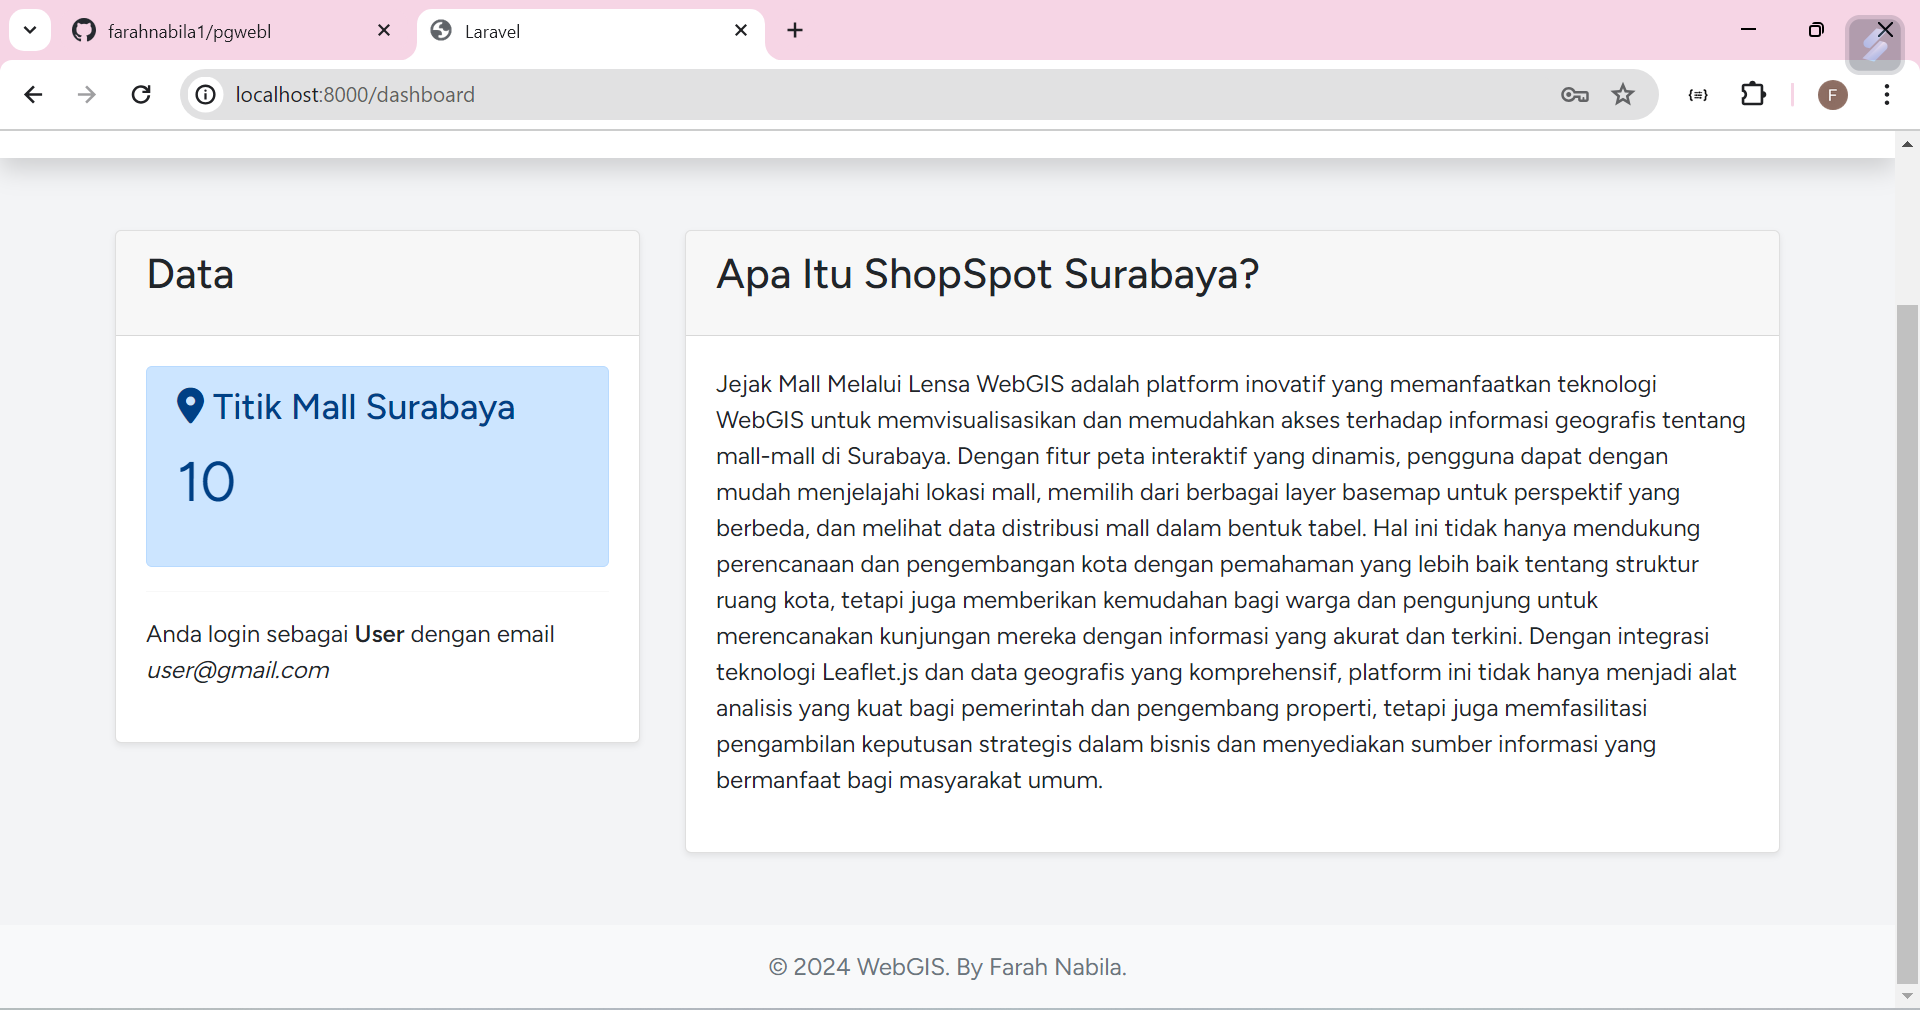 farahnabila1/pgwebl
Laravel
localhost:8000/dashboard
F
Data
Titik Mall Surabaya
10
Anda login sebagai User dengan email
user@gmail.com
Apa Itu ShopSpot Surabaya?
Jejak Mall Melalui Lensa WebGIS adalah platform inovatif yang memanfaatkan teknologi
WebGIS untuk memvisualisasikan dan memudahkan akses terhadap informasi geografis tentang
mall-mall di Surabaya. Dengan fitur peta interaktif yang dinamis, pengguna dapat dengan
mudah menjelajahi lokasi mall, memilih dari berbagai layer basemap untuk perspektif yang
berbeda, dan melihat data distribusi mall dalam bentuk tabel. Hal ini tidak hanya mendukung
perencanaan dan pengembangan kota dengan pemahaman yang lebih baik tentang struktur
ruang kota, tetapi juga memberikan kemudahan bagi warga dan pengunjung untuk
merencanakan kunjungan mereka dengan informasi yang akurat dan terkini. Dengan integrasi
teknologi Leaflet.js dan data geografis yang komprehensif, platform ini tidak hanya menjadi alat
analisis yang kuat bagi pemerintah dan pengembang properti, tetapi juga memfasilitasi
pengambilan keputusan strategis dalam bisnis dan menyediakan sumber informasi yang
bermanfaat bagi masyarakat umum.
© 2024 WebGIS. By Farah Nabila.